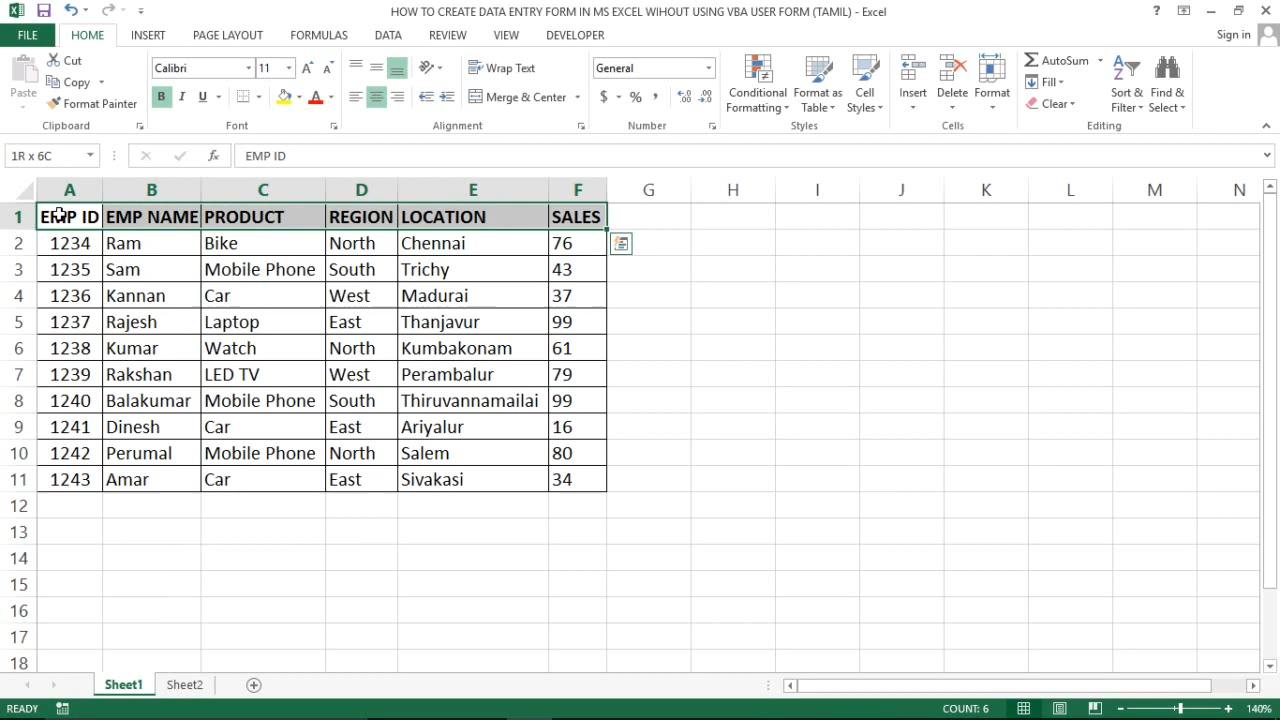 HOW TO CREATE DATA ENTRY FORM IN MS EXCEL WIHOUT USING VBA USER FORM (TAMIL) - Excel
FILE HOME INSERT PAGE LAYOUT FORMULAS DATA REVIEW VIEW DEVELOPER Sign in
Paste Cut Copy Format Painter Clipboard
Calibri 11 B I U A Font
Wrap Text Merge & Center Alignment
General $ % , Number
Conditional Formatting Format as Table Cell Styles Styles
Insert Delete Format Cells
AutoSum Fill Clear Sort & Filter Find & Select Editing
1R x 6C fx EMP ID
A B C D E F G H I J K L M N
1 EMP ID EMP NAME PRODUCT REGION LOCATION SALES
2 1234 Ram Bike North Chennai 76
3 1235 Sam Mobile Phone South Trichy 43
4 1236 Kannan Car West Madurai 37
5 1237 Rajesh Laptop East Thanjavur 99
6 1238 Kumar Watch North Kumbakonam 61
7 1239 Rakshan LED TV West Perambalur 79
8 1240 Balakumar Mobile Phone South Thiruvannamailai 99
9 1241 Dinesh Car East Ariyalur 16
10 1242 Perumal Mobile Phone North Salem 80
11 1243 Amar Car East Sivakasi 34
12
13
14
15
16
17
18
Sheet1 Sheet2
READY COUNT: 6 140%